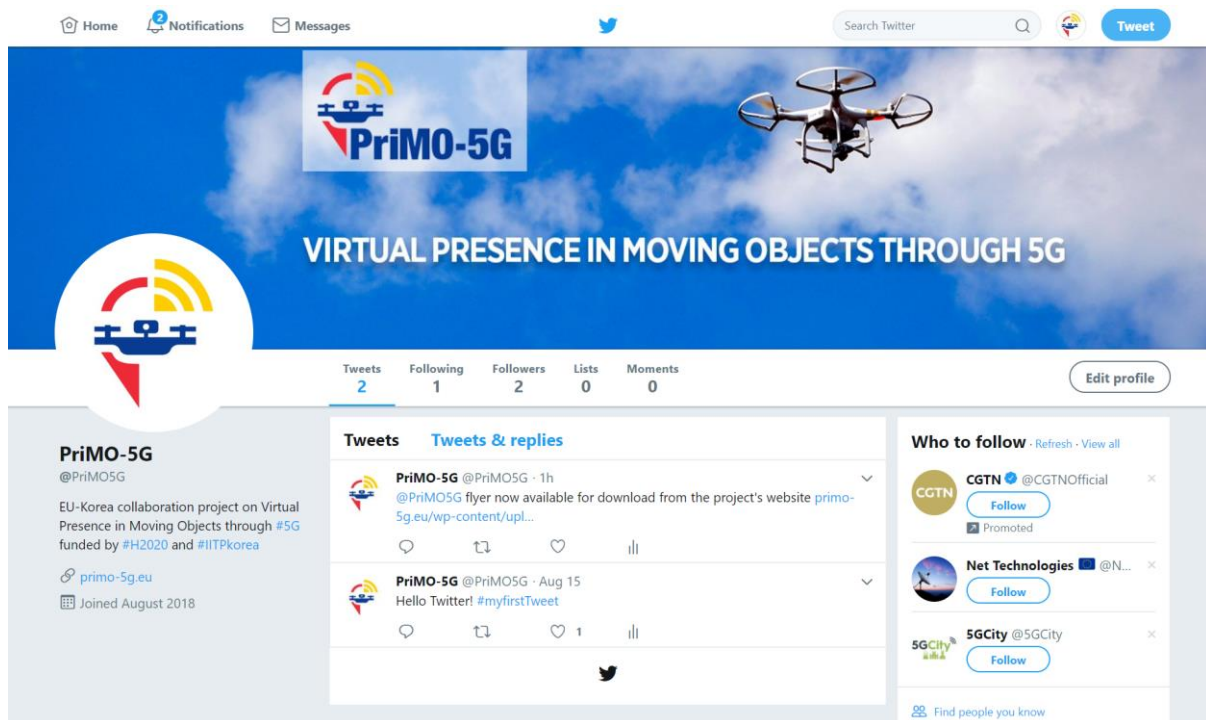 Home
2
Notifications
Messages
Search Twitter
Tweet
PriMO-5G
VIRTUAL PRESENCE IN MOVING OBJECTS THROUGH 5G
Tweets Following Followers Lists Moments
2 1 2 0 0
Edit profile
PriMO-5G
@PriMO5G
EU-Korea collaboration project on Virtual
Presence in Moving Objects through #5G
funded by #H2020 and #IITPkorea
primo-5g.eu
Joined August 2018
Tweets Tweets & replies
PriMO-5G @PriMO5G · 1h
@PriMO5G flyer now available for download from the project's website primo-
5g.eu/wp-content/upl...
PriMO-5G @PriMO5G · Aug 15
Hello Twitter! #myfirstTweet
1
Who to follow · Refresh · View all
CGTN
CGTN @CGTNOfficial
Follow
Promoted
Net Technologies @N...
Follow
5GCity
5GCity @5GCity
Follow
Find people you know